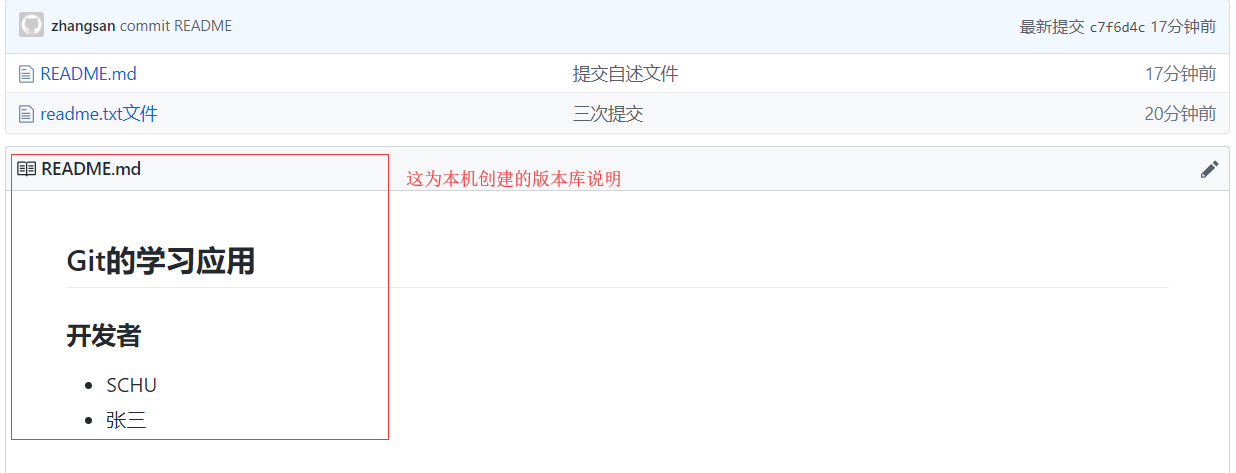 zhangsan commit README 最新提交 c7f6d4c 17分钟前
README.md 提交自述文件 17分钟前
readme.txt文件 三次提交 20分钟前
README.md
这为本机创建的版本库说明
Git的学习应用
开发者
SCHU
张三